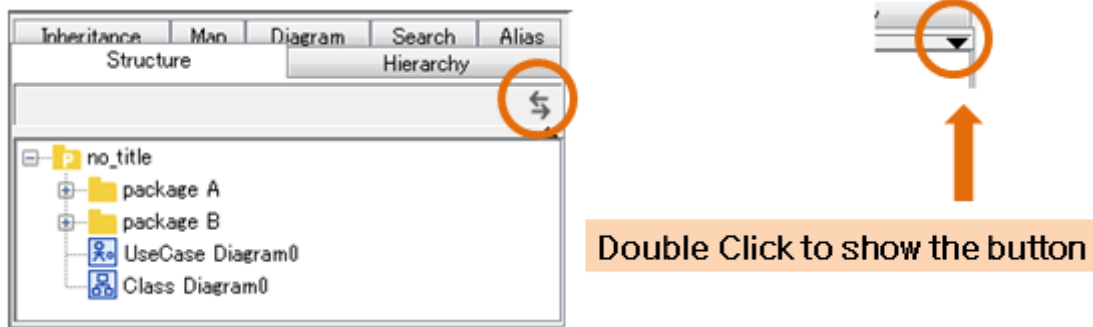 Inheritance Map Diagram Search Alias
Structure Hierarchy
no_title
package A
package B
UseCase Diagram0
Class Diagram0
Double Click to show the button